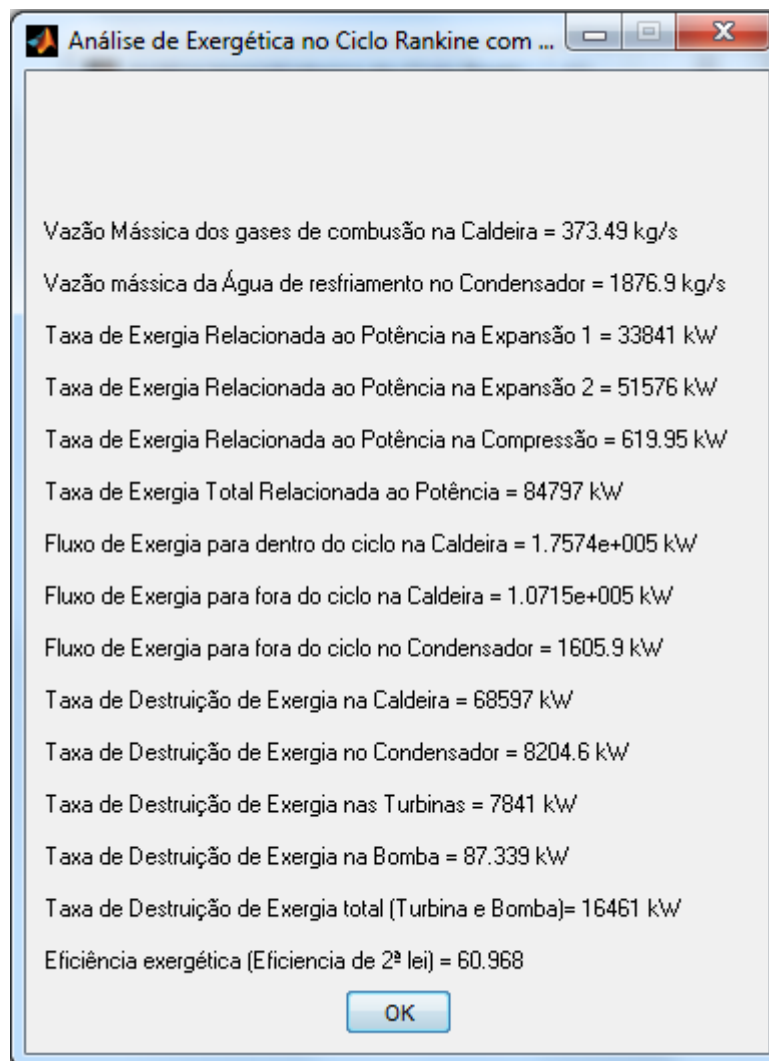 Análise de Exergética no Ciclo Rankine com ...
Vazão Mássica dos gases de combusão na Caldeira = 373.49 kg/s
Vazão mássica da Água de resfriamento no Condensador = 1876.9 kg/s
Taxa de Exergia Relacionada ao Potência na Expansão 1 = 33841 kW
Taxa de Exergia Relacionada ao Potência na Expansão 2 = 51576 kW
Taxa de Exergia Relacionada ao Potência na Compressão = 619.95 kW
Taxa de Exergia Total Relacionada ao Potência = 84797 kW
Fluxo de Exergia para dentro do ciclo na Caldeira = 1.7574e+005 kW
Fluxo de Exergia para fora do ciclo na Caldeira = 1.0715e+005 kW
Fluxo de Exergia para fora do ciclo no Condensador = 1605.9 kW
Taxa de Destruição de Exergia na Caldeira = 68597 kW
Taxa de Destruição de Exergia no Condensador = 8204.6 kW
Taxa de Destruição de Exergia nas Turbinas = 7841 kW
Taxa de Destruição de Exergia na Bomba = 87.339 kW
Taxa de Destruição de Exergia total (Turbina e Bomba)= 16461 kW
Eficiência exergética (Eficiencia de 2ª lei) = 60.968
OK